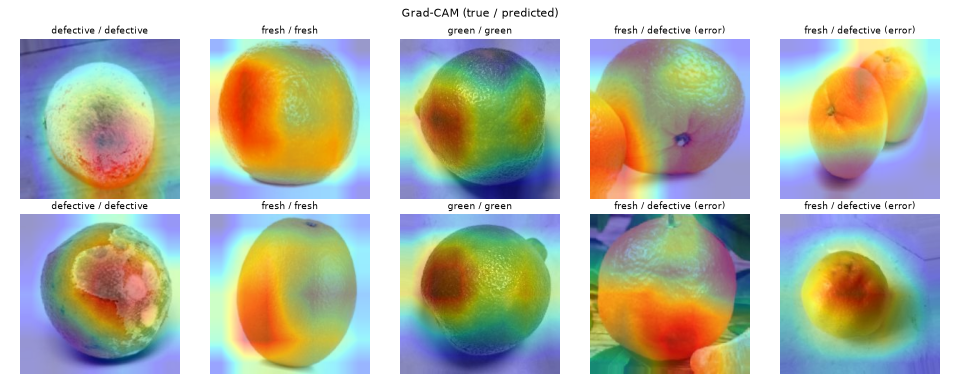 Grad-CAM (true / predicted)
defective / defective
fresh / fresh
green / green
fresh / defective (error)
fresh / defective (error)
defective / defective
fresh / fresh
green / green
fresh / defective (error)
fresh / defective (error)